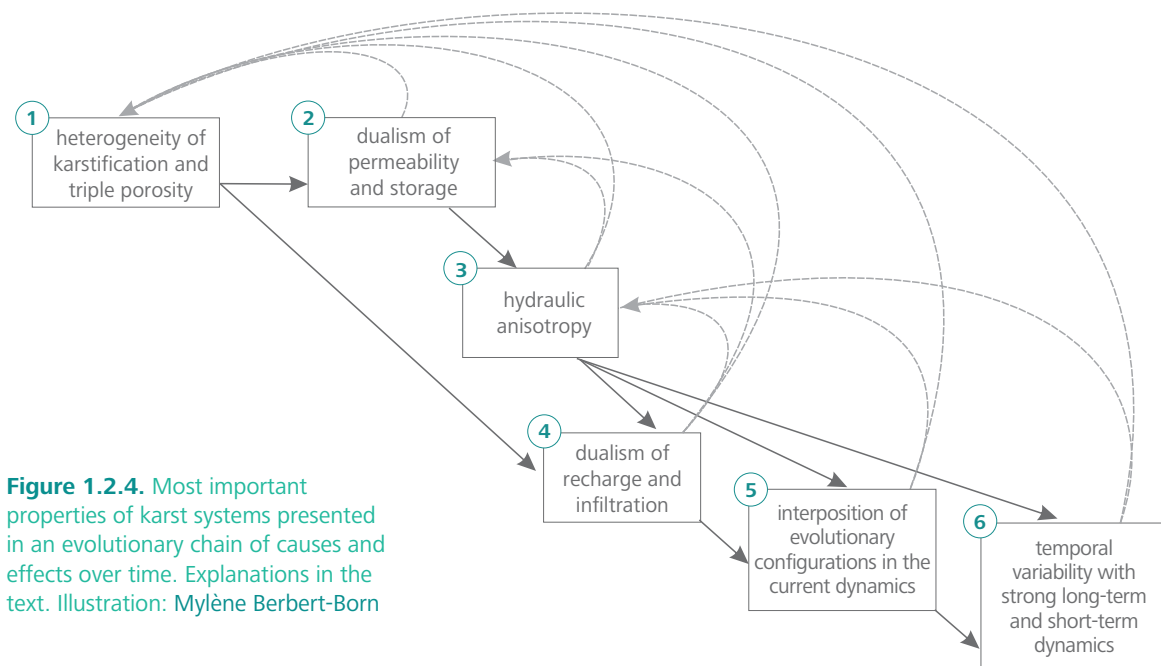 1
heterogeneity of
karstification and
triple porosity
2
dualism of
permeability
and storage
3
hydraulic
anisotropy
4
dualism of
recharge and
infiltration
5
interposition of
evolutionary
configurations in the
current dynamics
6
temporal
variability with
strong long-term
and short-term
dynamics
Figure 1.2.4. Most important
properties of karst systems presented
in an evolutionary chain of causes and
effects over time. Explanations in the
text. Illustration: Mylène Berbert-Born